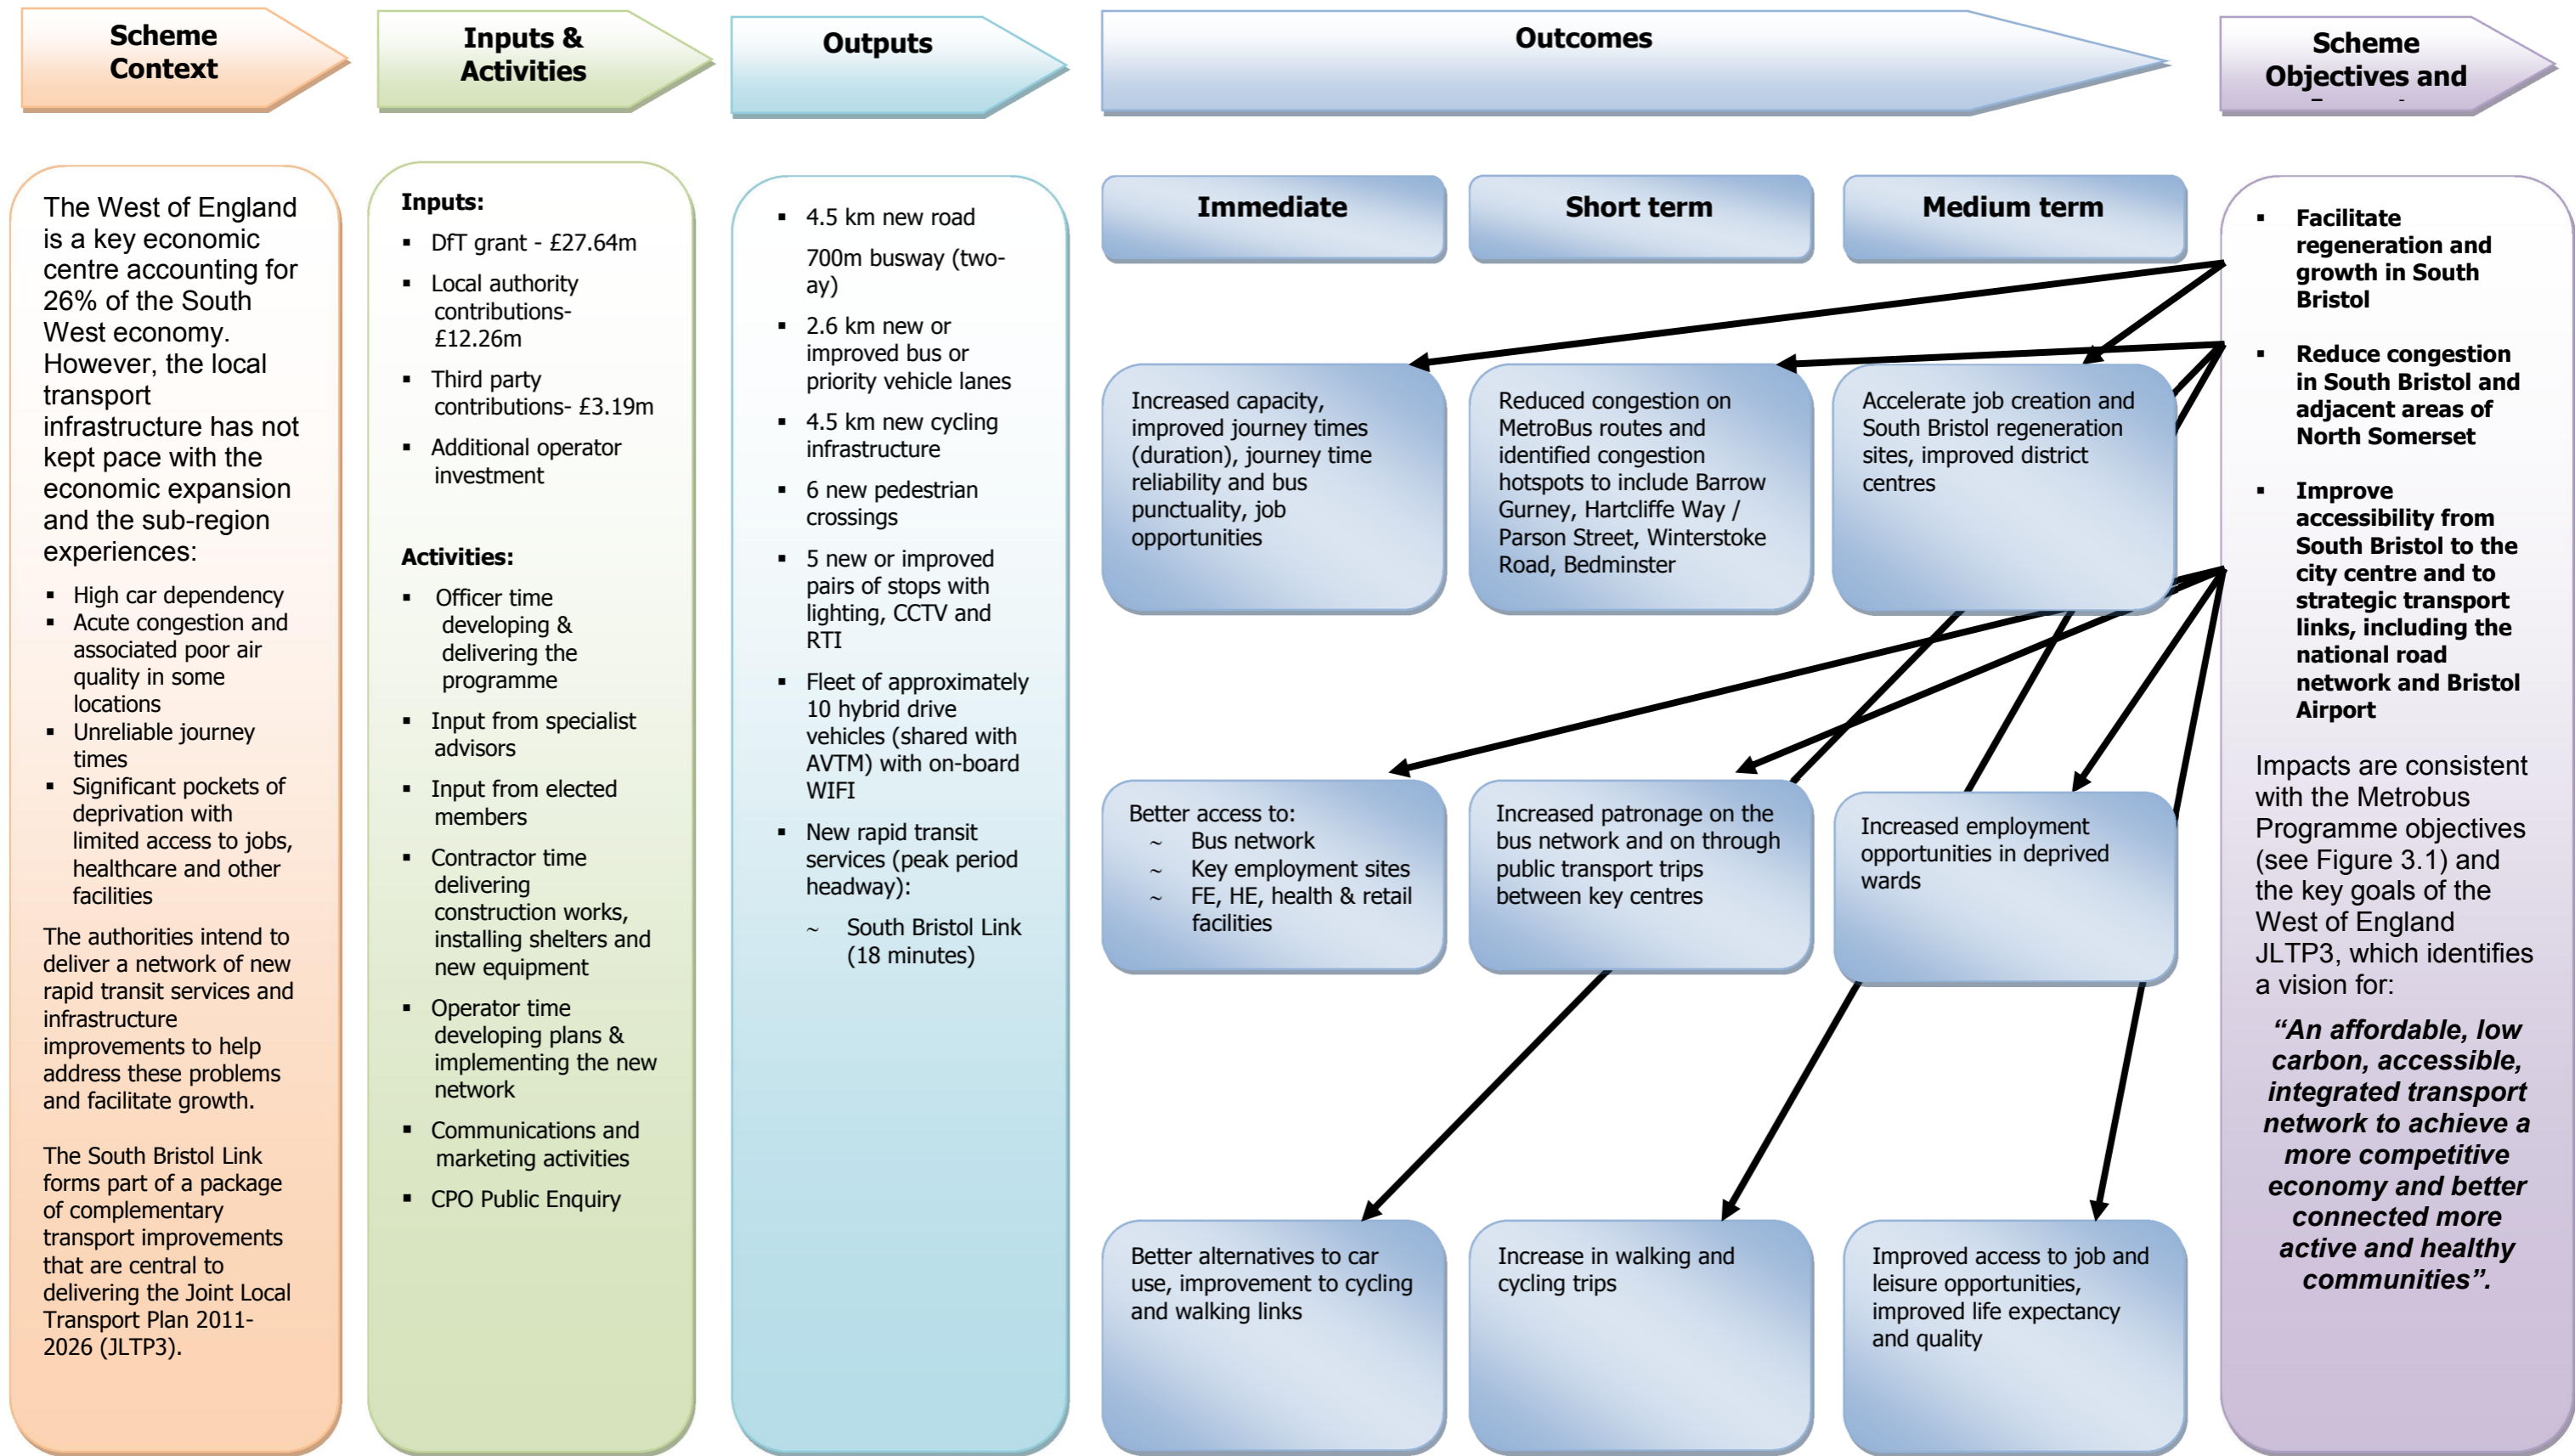 Scheme
Context
Inputs &
Activities
Outputs
Outcomes
Scheme
Objectives and
The West of England
is a key economic
centre accounting for
26% of the South
West economy.
However, the local
transport
infrastructure has not
kept pace with the
economic expansion
and the sub-region
experiences:
▪ High car dependency
▪ Acute congestion and
associated poor air
quality in some
locations
▪ Unreliable journey
times
▪ Significant pockets of
deprivation with
limited access to jobs,
healthcare and other
facilities
The authorities intend to
deliver a network of new
rapid transit services and
infrastructure
improvements to help
address these problems
and facilitate growth.
The South Bristol Link
forms part of a package
of complementary
transport improvements
that are central to
delivering the Joint Local
Transport Plan 2011-
2026 (JLTP3).
Inputs:
▪ DfT grant - £27.64m
▪ Local authority
contributions-
£12.26m
▪ Third party
contributions- £3.19m
▪ Additional operator
investment
Activities:
▪ Officer time
developing &
delivering the
programme
▪ Input from specialist
advisors
▪ Input from elected
members
▪ Contractor time
delivering
construction works,
installing shelters and
new equipment
▪ Operator time
developing plans &
implementing the new
network
▪ Communications and
marketing activities
▪ CPO Public Enquiry
▪ 4.5 km new road
700m busway (two-
ay)
▪ 2.6 km new or
improved bus or
priority vehicle lanes
▪ 4.5 km new cycling
infrastructure
▪ 6 new pedestrian
crossings
▪ 5 new or improved
pairs of stops with
lighting, CCTV and
RTI
▪ Fleet of approximately
10 hybrid drive
vehicles (shared with
AVTM) with on-board
WIFI
▪ New rapid transit
services (peak period
headway):
~ South Bristol Link
(18 minutes)
Immediate
Short term
Medium term
Increased capacity,
improved journey times
(duration), journey time
reliability and bus
punctuality, job
opportunities
Reduced congestion on
MetroBus routes and
identified congestion
hotspots to include Barrow
Gurney, Hartcliffe Way /
Parson Street, Winterstoke
Road, Bedminster
Accelerate job creation and
South Bristol regeneration
sites, improved district
centres
Better access to:
~ Bus network
~ Key employment sites
~ FE, HE, health & retail
facilities
Increased patronage on the
bus network and on through
public transport trips
between key centres
Increased employment
opportunities in deprived
wards
Better alternatives to car
use, improvement to cycling
and walking links
Increase in walking and
cycling trips
Improved access to job and
leisure opportunities,
improved life expectancy
and quality
▪ Facilitate
regeneration and
growth in South
Bristol
▪ Reduce congestion
in South Bristol and
adjacent areas of
North Somerset
▪ Improve
accessibility from
South Bristol to the
city centre and to
strategic transport
links, including the
national road
network and Bristol
Airport
Impacts are consistent
with the Metrobus
Programme objectives
(see Figure 3.1) and
the key goals of the
West of England
JLTP3, which identifies
a vision for:
“An affordable, low
carbon, accessible,
integrated transport
network to achieve a
more competitive
economy and better
connected more
active and healthy
communities”.